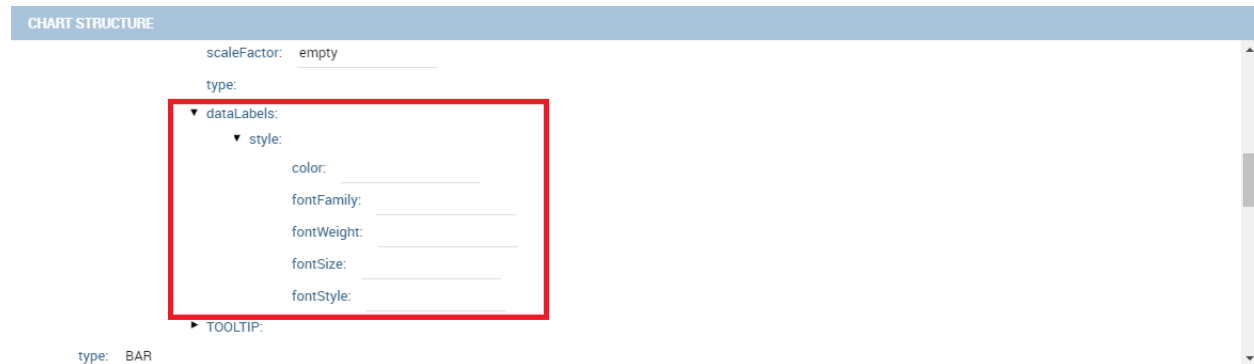 CHART STRUCTURE
scaleFactor: empty
type:
dataLabels:
style:
color:
fontFamily:
fontWeight:
fontSize:
fontStyle:
TOOLTIP:
type: BAR